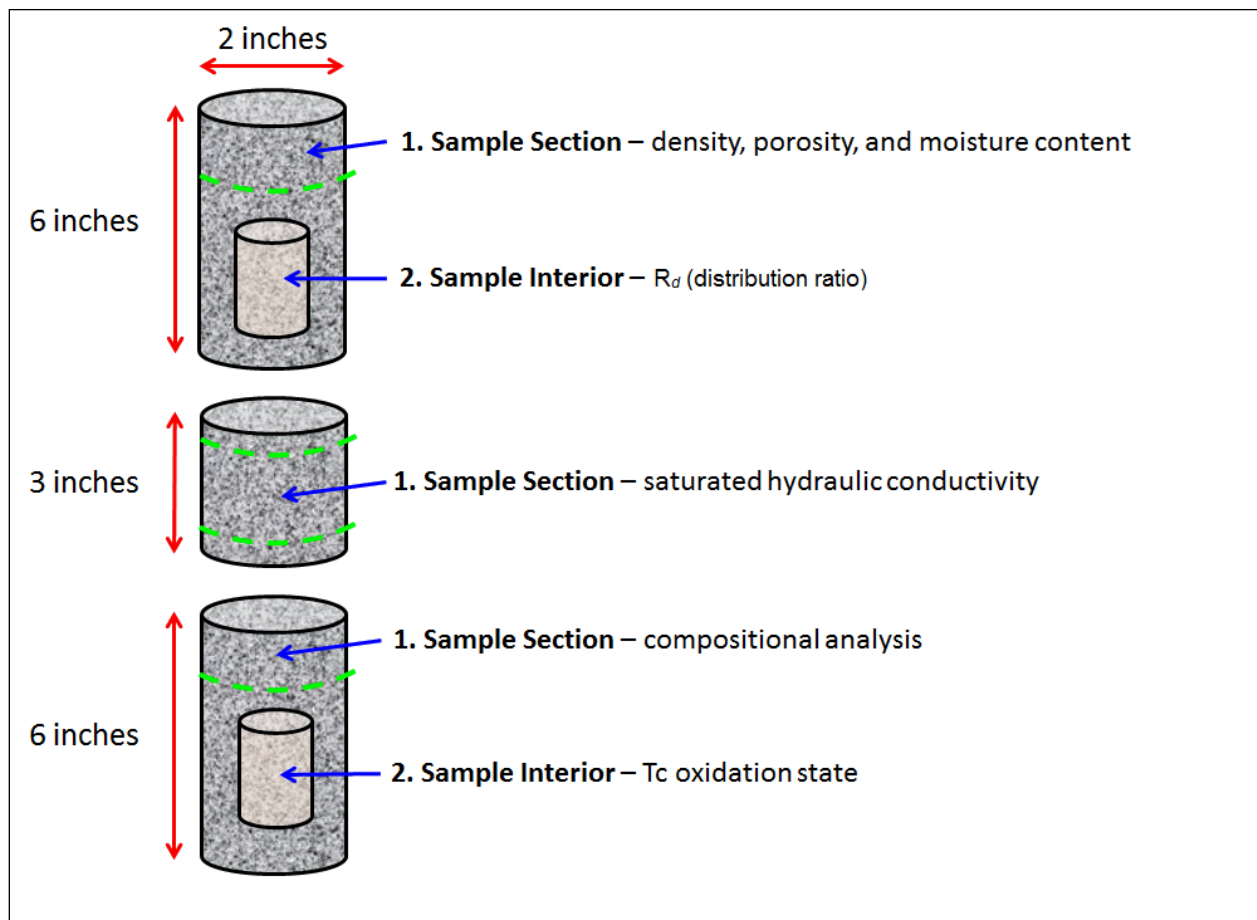 2 inches
1. Sample Section – density, porosity, and moisture content
6 inches
2. Sample Interior – Rd (distribution ratio)
3 inches
1. Sample Section – saturated hydraulic conductivity
1. Sample Section – compositional analysis
6 inches
2. Sample Interior – Tc oxidation state